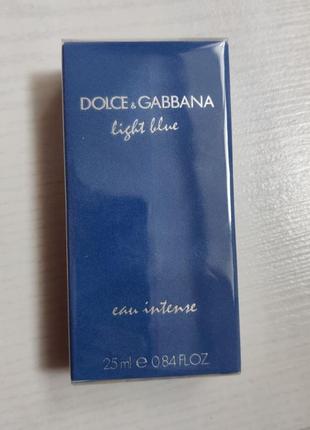 DOLCE & GABBANA
light blue
eau intense
25 ml e 0.84 FL OZ